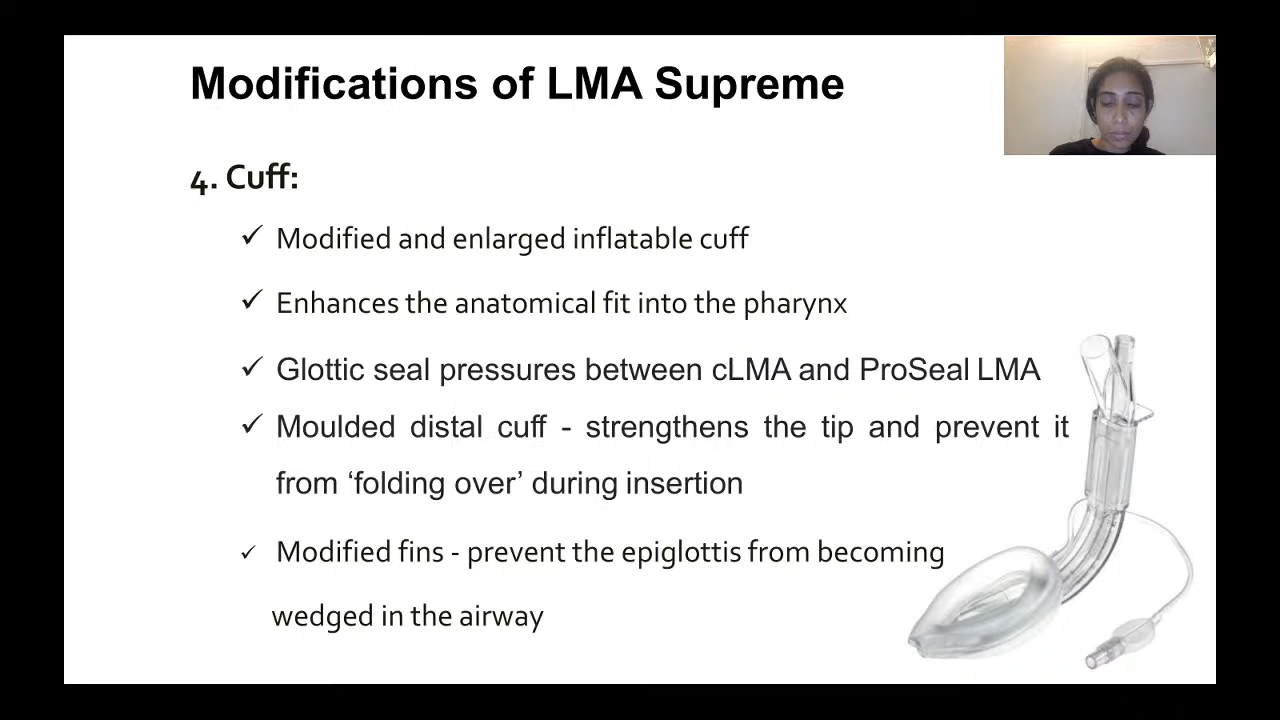 Modifications of LMA Supreme
4. Cuff:
✓ Modified and enlarged inflatable cuff
✓ Enhances the anatomical fit into the pharynx
✓ Glottic seal pressures between cLMA and ProSeal LMA
✓ Moulded distal cuff - strengthens the tip and prevent it
from ‘folding over’ during insertion
✓ Modified fins - prevent the epiglottis from becoming
wedged in the airway